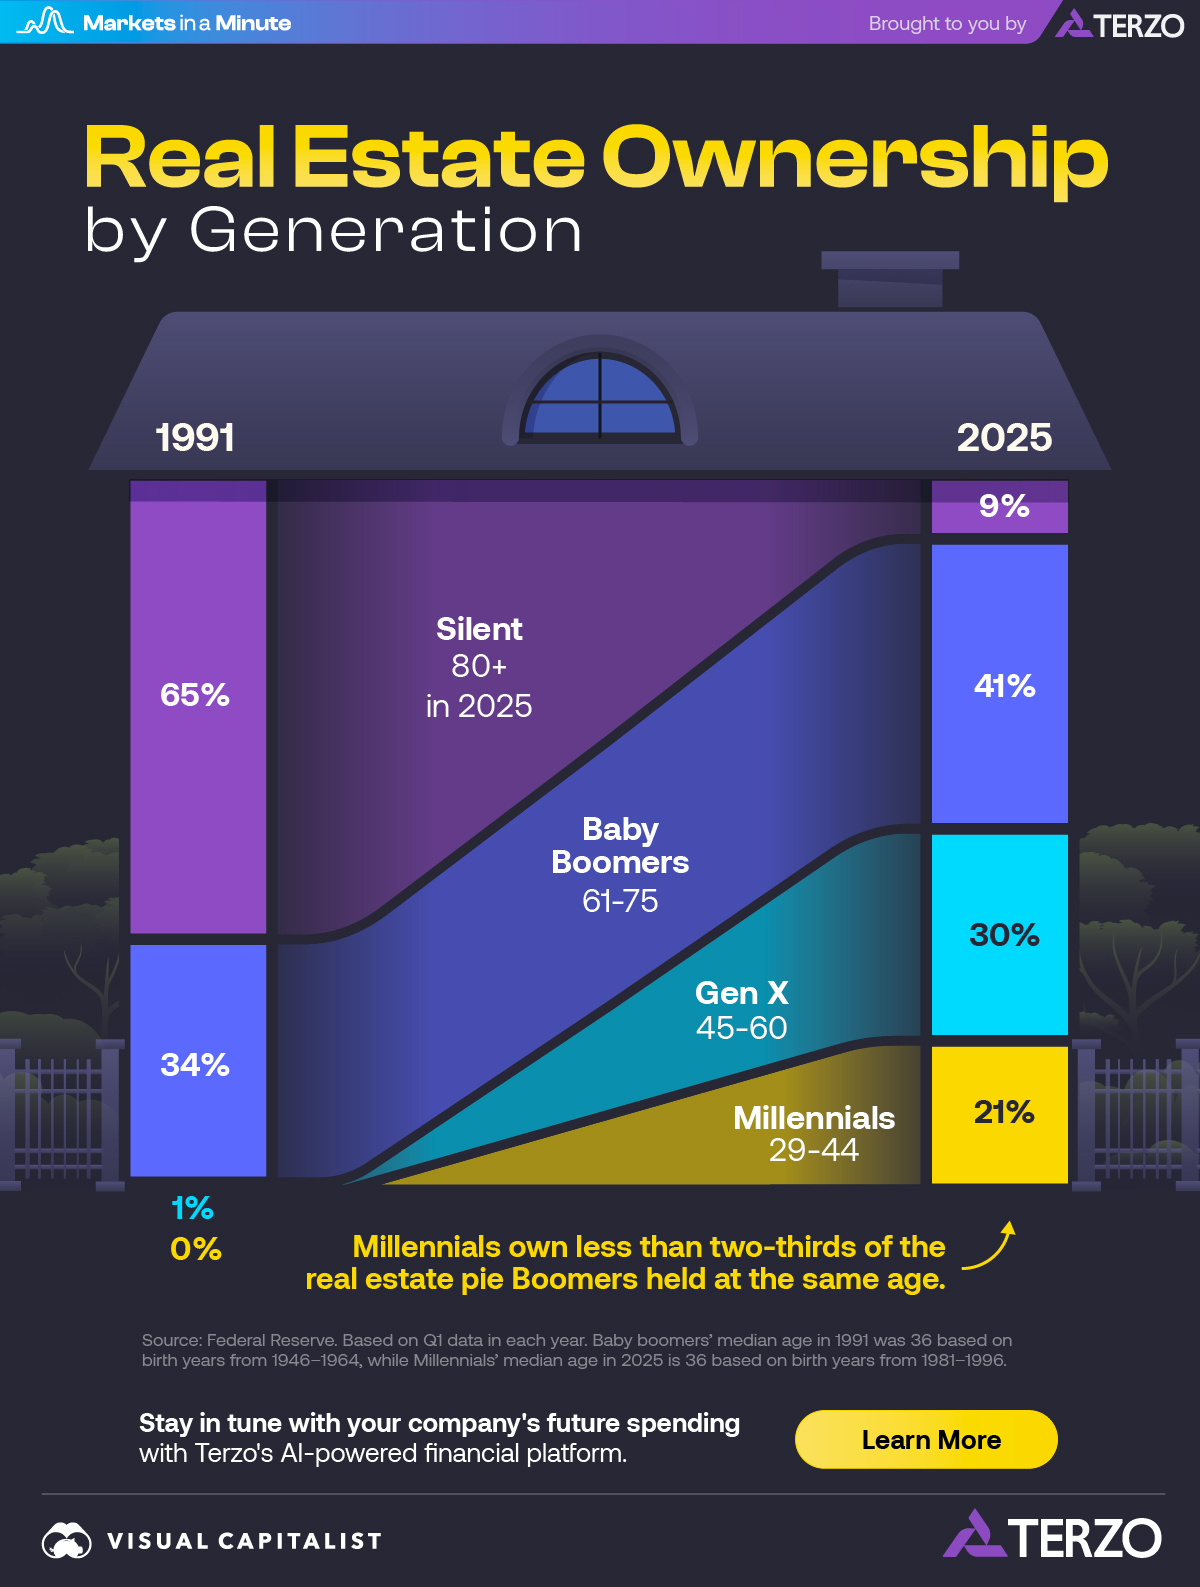 Markets in a Minute
Brought to you by
TERZO
Real Estate Ownership
by Generation
1991
2025
9%
Silent
80+
in 2025
65%
41%
Baby
Boomers
61-75
30%
Gen X
45-60
34%
Millennials
29-44
21%
1%
0%
Millennials own less than two-thirds of the
real estate pie Boomers held at the same age.
Source: Federal Reserve. Based on Q1 data in each year. Baby boomers’ median age in 1991 was 36 based on
birth years from 1946–1964, while Millennials’ median age in 2025 is 36 based on birth years from 1981–1996.
Stay in tune with your company's future spending
with Terzo's AI-powered financial platform.
Learn More
VISUAL CAPITALIST
TERZO